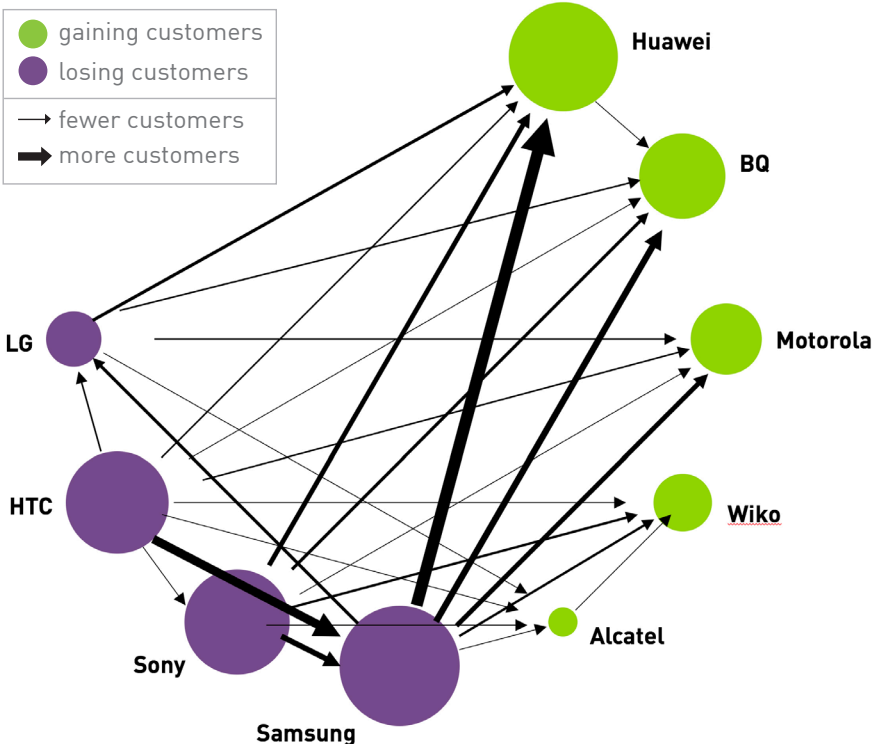 gaining customers
losing customers
fewer customers
more customers
Huawei
BQ
LG
Motorola
HTC
Wiko
Alcatel
Sony
Samsung